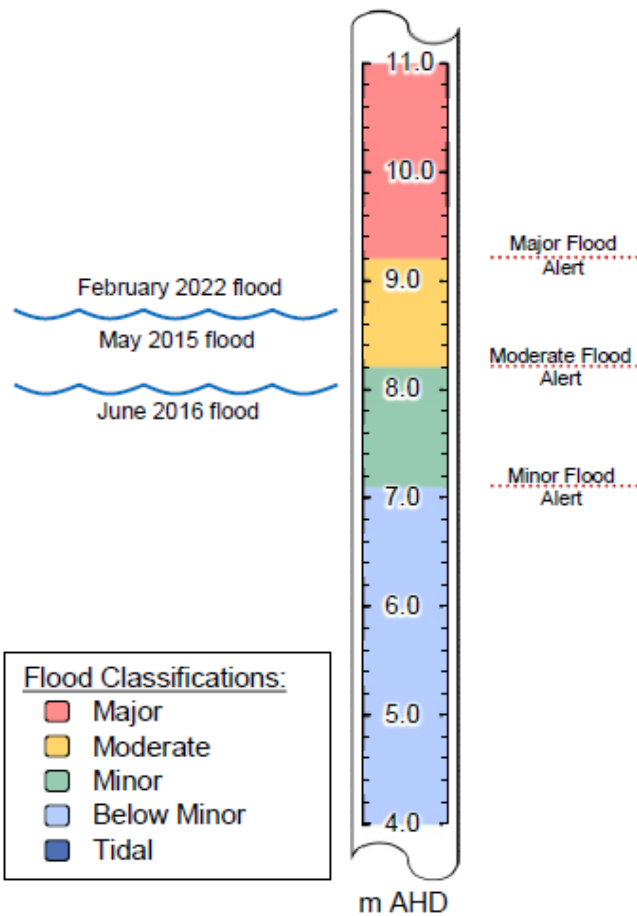 11.0
10.0
Major Flood
Alert
9.0
February 2022 flood
May 2015 flood
Moderate Flood
Alert
8.0
June 2016 flood
Minor Flood
Alert
7.0
6.0
5.0
4.0
Flood Classifications:
Major
Moderate
Minor
Below Minor
Tidal
m AHD